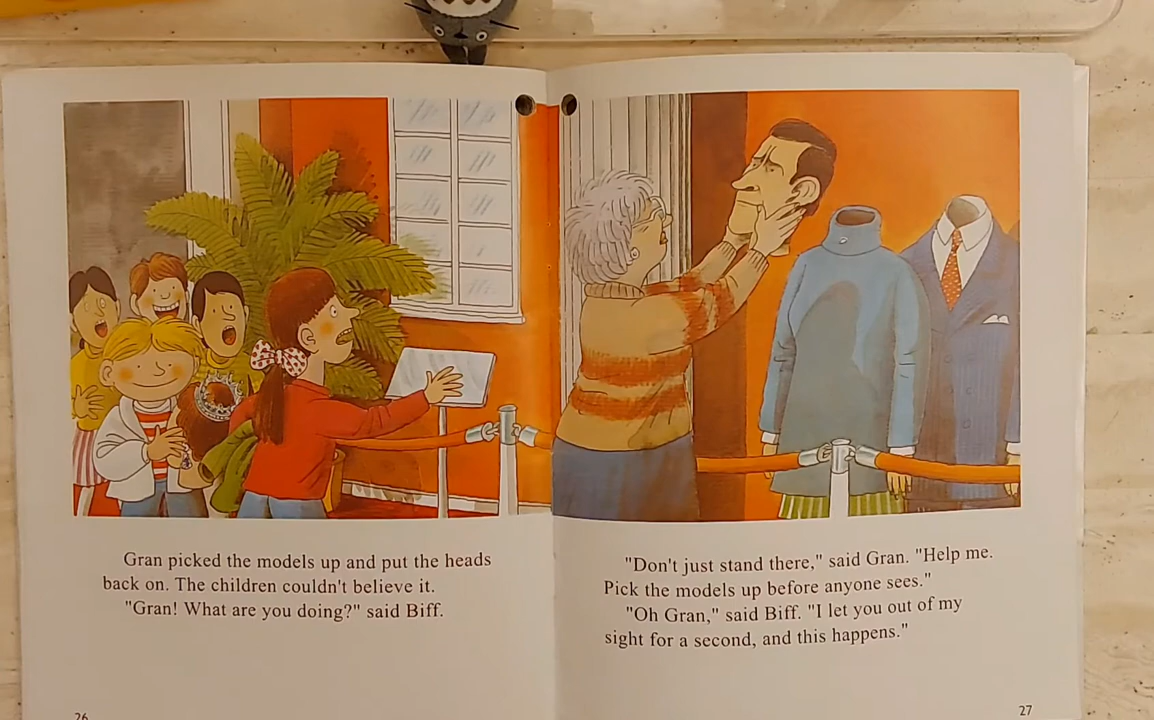 Gran picked the models up and put the heads
back on. The children couldn't believe it.
"Gran! What are you doing?" said Biff.
26
"Don't just stand there," said Gran. "Help me.
Pick the models up before anyone sees."
"Oh Gran," said Biff. "I let you out of my
sight for a second, and this happens."
27